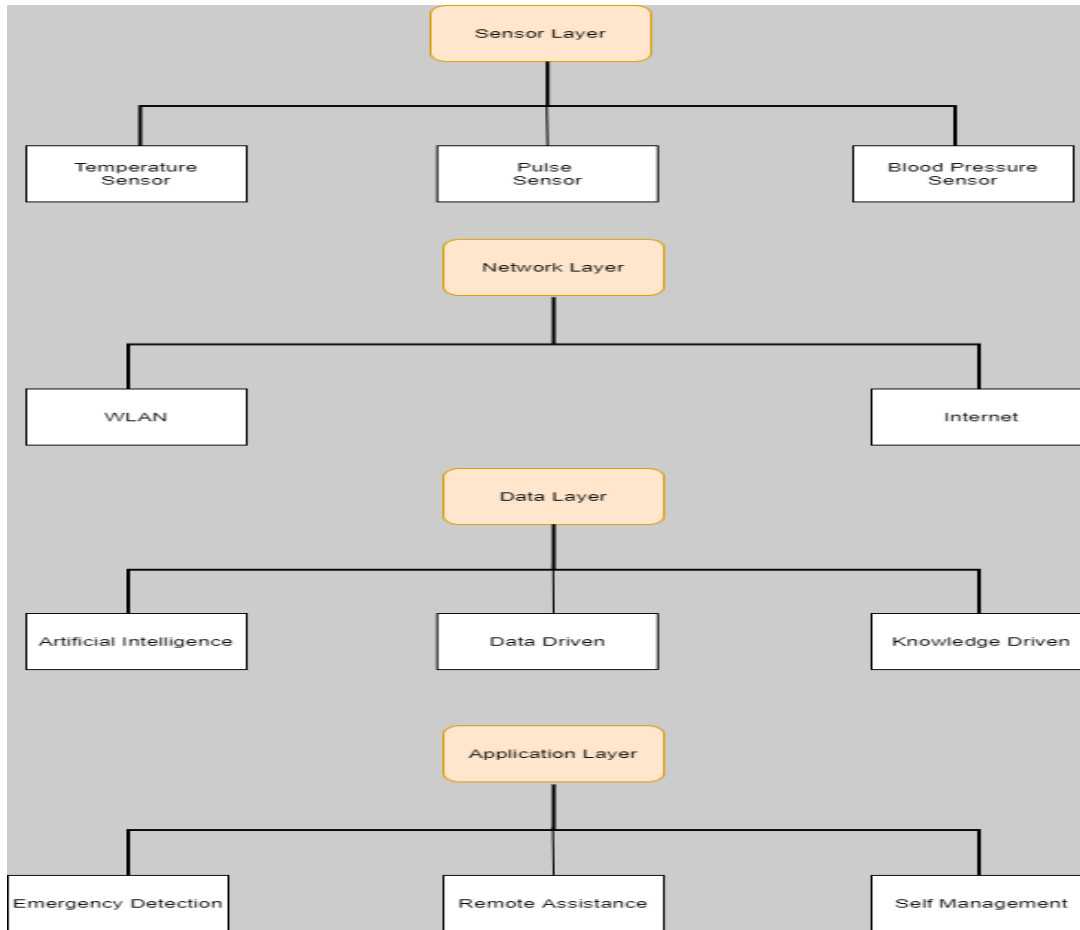 Sensor Layer
Temperature
Sensor
Pulse
Sensor
Blood Pressure
Sensor
Network Layer
WLAN
Internet
Data Layer
Artificial Intelligence
Data Driven
Knowledge Driven
Application Layer
Emergency Detection
Remote Assistance
Self Management